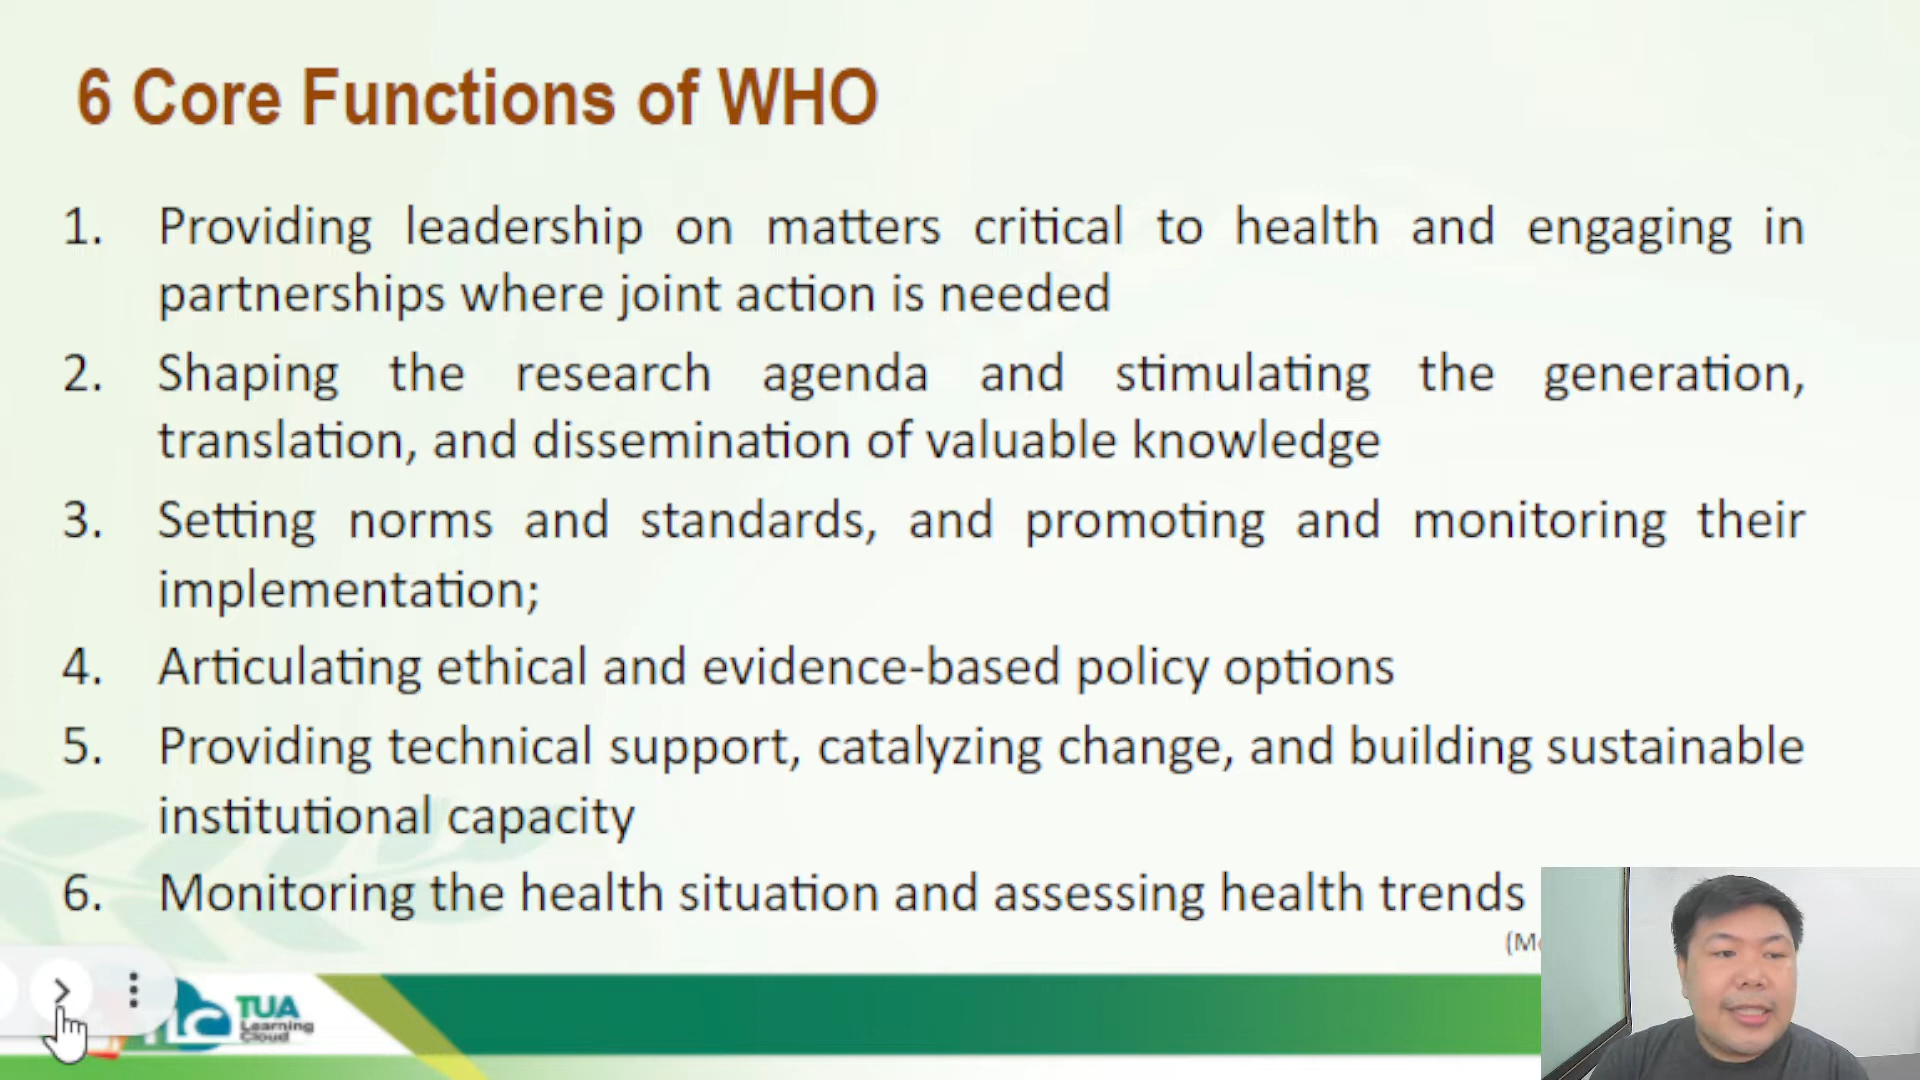 6 Core Functions of WHO
1. Providing leadership on matters critical to health and engaging in
partnerships where joint action is needed
2. Shaping the research agenda and stimulating the generation,
translation, and dissemination of valuable knowledge
3. Setting norms and standards, and promoting and monitoring their
implementation;
4. Articulating ethical and evidence-based policy options
5. Providing technical support, catalyzing change, and building sustainable
institutional capacity
6. Monitoring the health situation and assessing health trends
TUA
Learning
Cloud